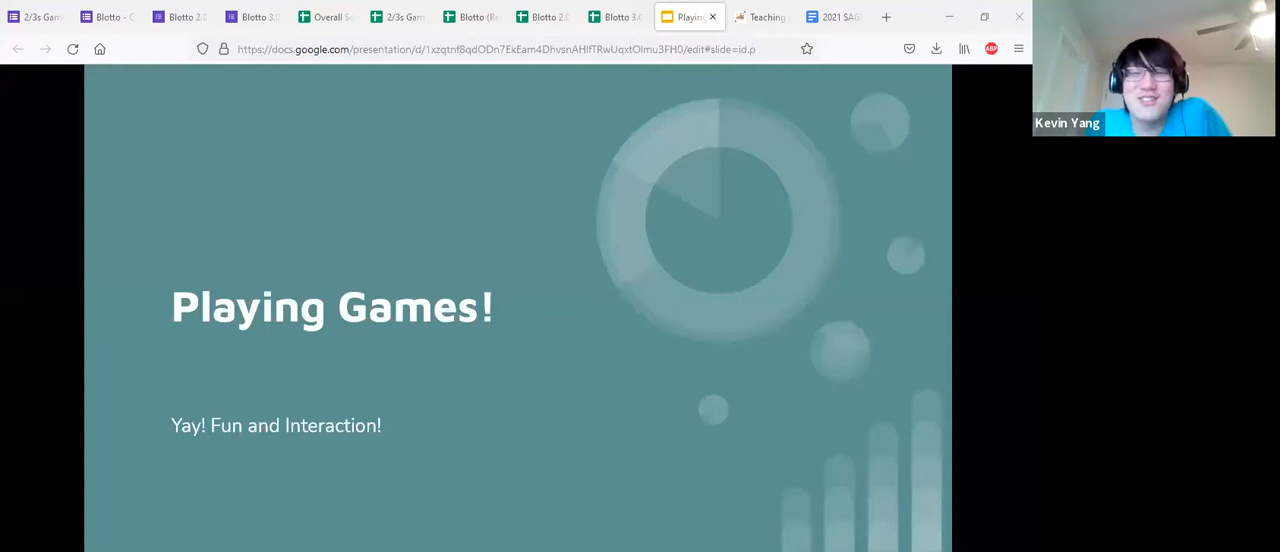 2/3s Gam
Blotto - G
Blotto 2.0
Blotto 3.0
Overall Sc
2/3s Gam
Blotto (Re
Blotto 2.0
Blotto 3.0
Playing
Teaching
2021 SAG
https://docs.google.com/presentation/d/
/edit#slide=id.p
ABP
Kevin Yang
Playing Games!
Yay! Fun and Interaction!